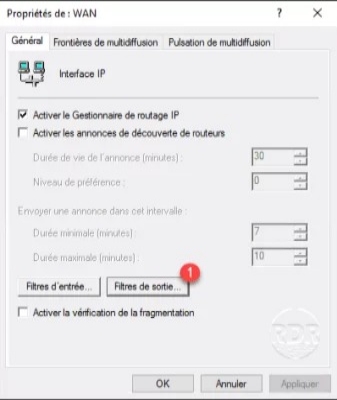 Propriétés de : WAN
? ×
Général Frontières de multidiffusion Pulsation de multidiffusion
Interface IP
Activer le Gestionnaire de routage IP
Activer les annonces de découverte de routeurs
Durée de vie de l'annonce (minutes) : 30
Niveau de préférence : 0
Envoyer une annonce dans cet intervalle :
Durée minimale (minutes) : 7
Durée maximale (minutes) : 10
1
Filtres d'entrée... Filtres de sortie...
Activer la vérification de la fragmentation
RDR
OK Annuler Appliquer